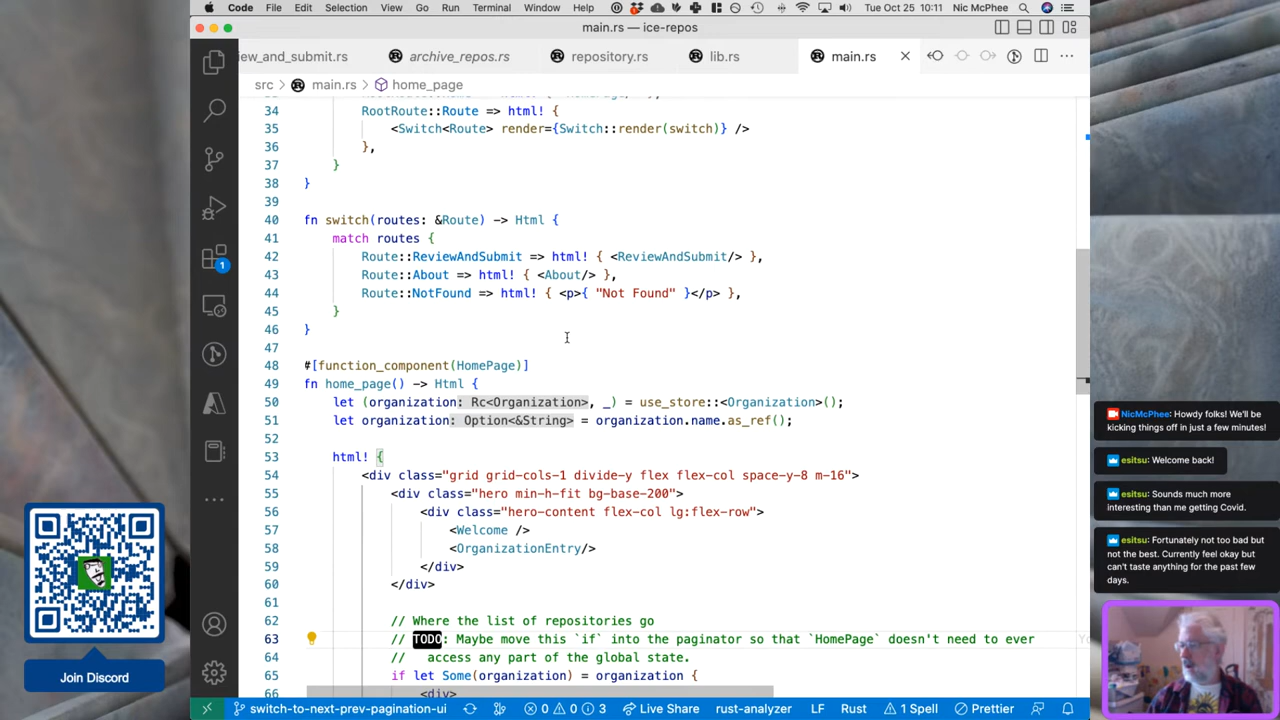 Code File Edit Selection View Go Run Terminal Window Help Tue Oct 25 10:11 Nic McPhee
main.rs — ice-repos
iew_and_submit.rs archive_repos.rs repository.rs lib.rs main.rs
src > main.rs > home_page
34 RootRoute::Route => html! {
35 <Switch<Route> render={Switch::render(switch)} />
36 },
37 }
38 }
39
40 fn switch(routes: &Route) -> Html {
41 match routes {
42 Route::ReviewAndSubmit => html! { <ReviewAndSubmit/> },
43 Route::About => html! { <About/> },
44 Route::NotFound => html! { <p>{ "Not Found" }</p> },
45 }
46 }
47
48 #[function_component(HomePage)]
49 fn home_page() -> Html {
50 let (organization: Rc<Organization>, _) = use_store::<Organization>();
51 let organization: Option<&String> = organization.name.as_ref();
52
53 html! {
54 <div class="grid grid-cols-1 divide-y flex flex-col space-y-8 m-16">
55 <div class="hero min-h-fit bg-base-200">
56 <div class="hero-content flex-col lg:flex-row">
57 <Welcome />
58 <OrganizationEntry/>
59 </div>
60 </div>
61
62 // Where the list of repositories go
63 // TODO: Maybe move this `if` into the paginator so that `HomePage` doesn't need to ever
64 // access any part of the global state.
65 if let Some(organization) = organization {
66 <div>
switch-to-next-prev-pagination-ui 0 0 3 Live Share rust-analyzer LF Rust 1 Spell Prettier
1
Join Discord
NicMcPhee: Howdy folks! We'll be
kicking things off in just a few minutes!
esitsu: Welcome back!
esitsu: Sounds much more
interesting than me getting Covid.
esitsu: Fortunately not too bad but
not the best. Currently feel okay but
can't taste anything for the past few
days.